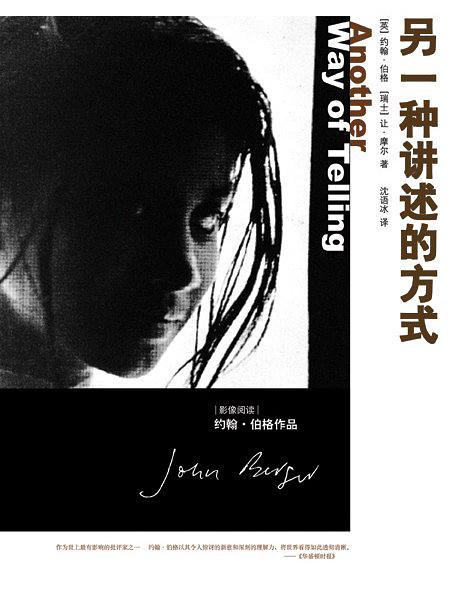 另一种讲述的方式
[英] 约翰·伯格 [瑞士] 让·摩尔 著
沈语冰 译
Another
Way of Telling
|影像阅读|
约翰·伯格作品
John Berger
作为世上最有影响的批评家之一 约翰·伯格以其令人惊讶的新意和深刻的理解力，将世界看得如此透彻清晰。
——《华盛顿时报》